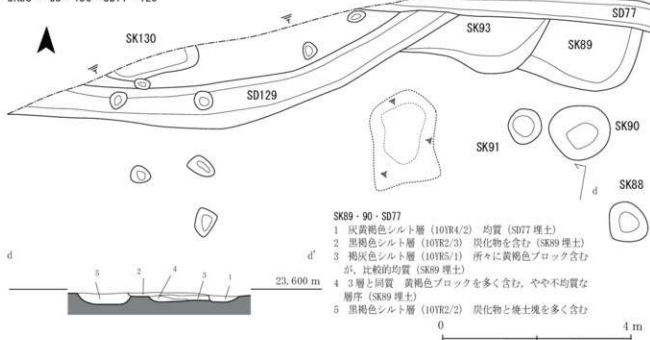 SK130
SD129
SK93
SD77
SK89
SK91
SK90
d
SK88
d
d'
23,600 m
5
2
4
3
1
SK89・90・SD77
1 灰黄褐色シルト層 (10YR4/2) 均質 (SD77 埋土)
2 黒褐色シルト層 (10YR2/3) 炭化物を含む (SK89 埋土)
3 褐灰色シルト層 (10YR5/1) 所々に黄褐色ブロック含む
が、比較的均質 (SK89 埋土)
4 3層と同質 黄褐色ブロックを多く含む、やや不均質な
層序 (SK89 埋土)
5 黒褐色シルト層 (10YR2/2) 炭化物と焼土塊を多く含む
0
4 m